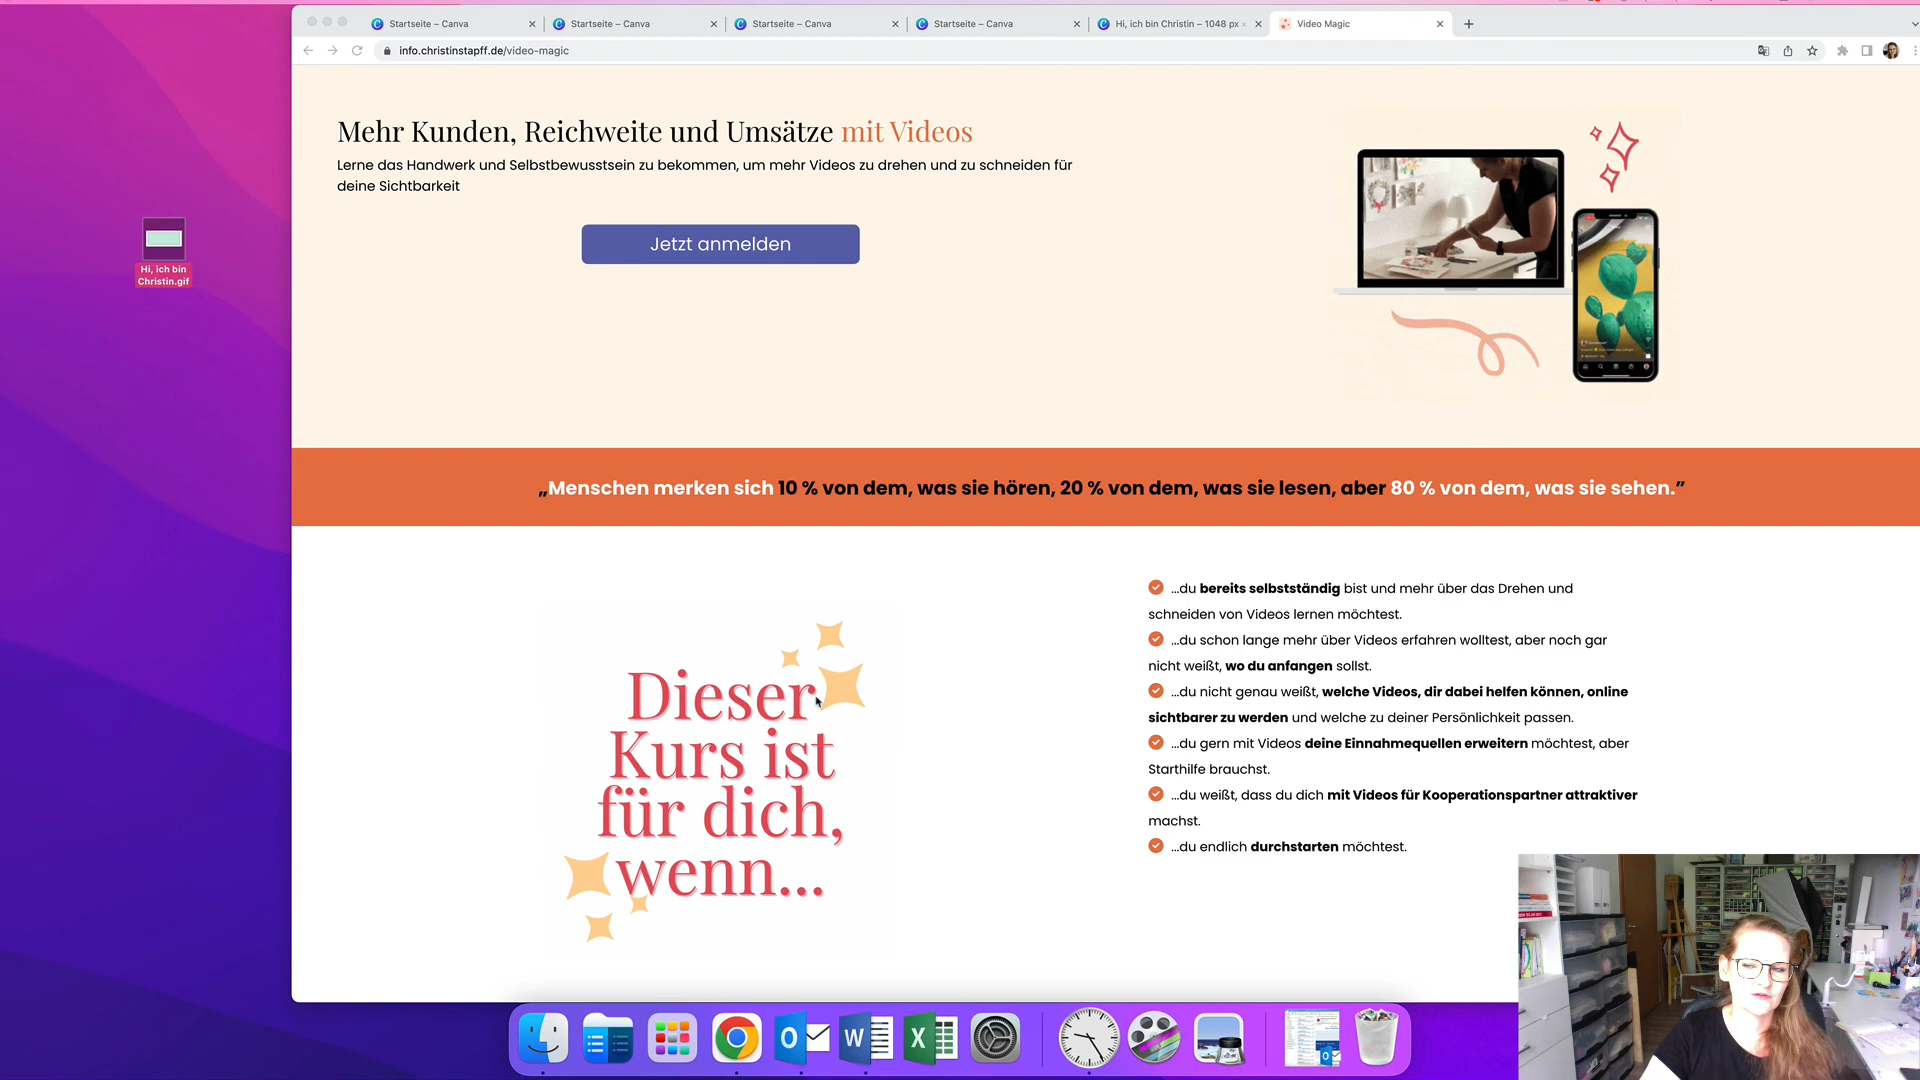 Startseite – Canva
Startseite – Canva
Startseite – Canva
Startseite – Canva
Hi, ich bin Christin – 1048 px
Video Magic
info.christinstapff.de/video-magic
Mehr Kunden, Reichweite und Umsätze mit Videos
Lerne das Handwerk und Selbstbewusstsein zu bekommen, um mehr Videos zu drehen und zu schneiden für
deine Sichtbarkeit
Jetzt anmelden
Hi, ich bin
Christin.gif
„Menschen merken sich 10 % von dem, was sie hören, 20 % von dem, was sie lesen, aber 80 % von dem, was sie sehen.”
Dieser
Kurs ist
für dich,
wenn...
...du bereits selbstständig bist und mehr über das Drehen und
schneiden von Videos lernen möchtest.
...du schon lange mehr über Videos erfahren wolltest, aber noch gar
nicht weißt, wo du anfangen sollst.
...du nicht genau weißt, welche Videos, dir dabei helfen können, online
sichtbarer zu werden und welche zu deiner Persönlichkeit passen.
...du gern mit Videos deine Einnahmequellen erweitern möchtest, aber
Starthilfe brauchst.
...du weißt, dass du dich mit Videos für Kooperationspartner attraktiver
machst.
...du endlich durchstarten möchtest.